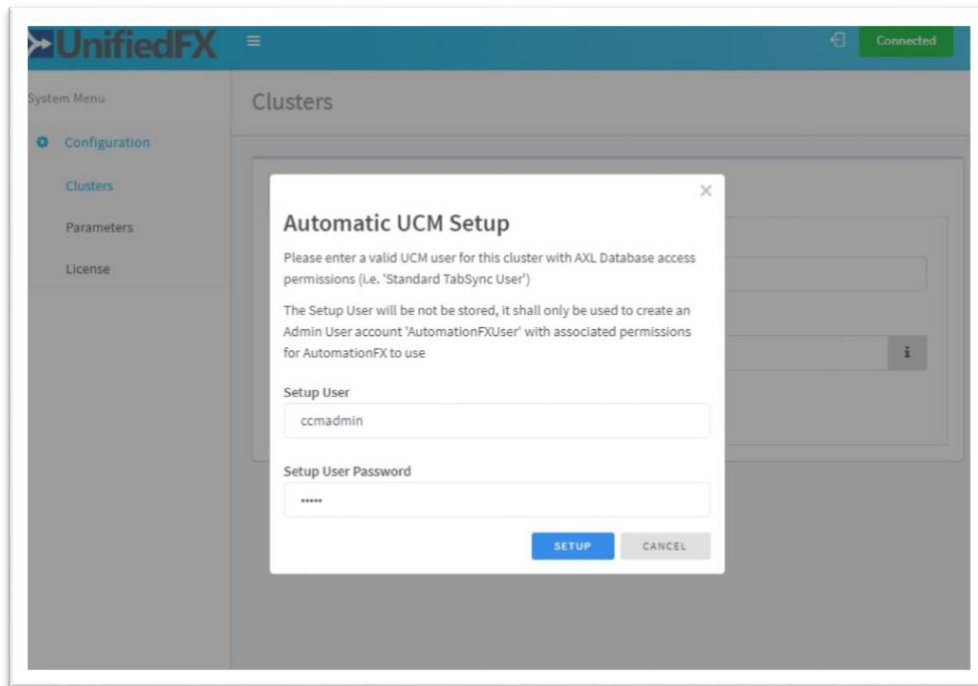 UnifiedFX
Connected
System Menu
Clusters
Configuration
Clusters
Parameters
License
Automatic UCM Setup
Please enter a valid UCM user for this cluster with AXL Database access
permissions (i.e. 'Standard TabSync User')
The Setup User will be not be stored, it shall only be used to create an
Admin User account 'AutomationFXUser' with associated permissions
for AutomationFX to use
Setup User
ccmadmin
Setup User Password
•••••
SETUP CANCEL